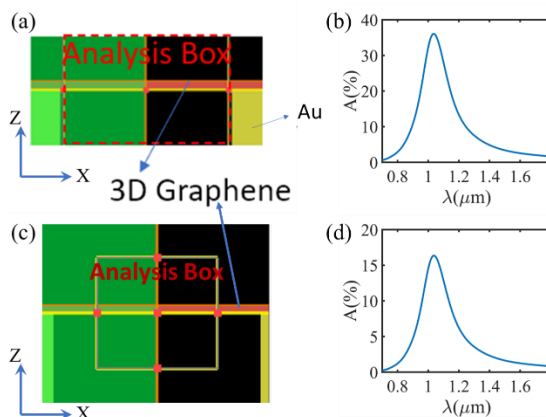 (a)
Analysis Box
Z
X
Au
3D Graphene
(b)
40
30
20
10
0
A(%)
0.8 1 1.2 1.4 1.6
λ(μm)
(c)
Analysis Box
Z
X
(d)
20
15
10
5
0
A(%)
0.8 1 1.2 1.4 1.6
λ(μm)